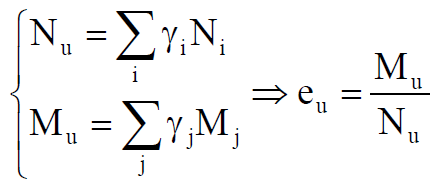 N_u = ∑_i γ_i N_i
M_u = ∑_j γ_j M_j ⇒ e_u = M_u / N_u